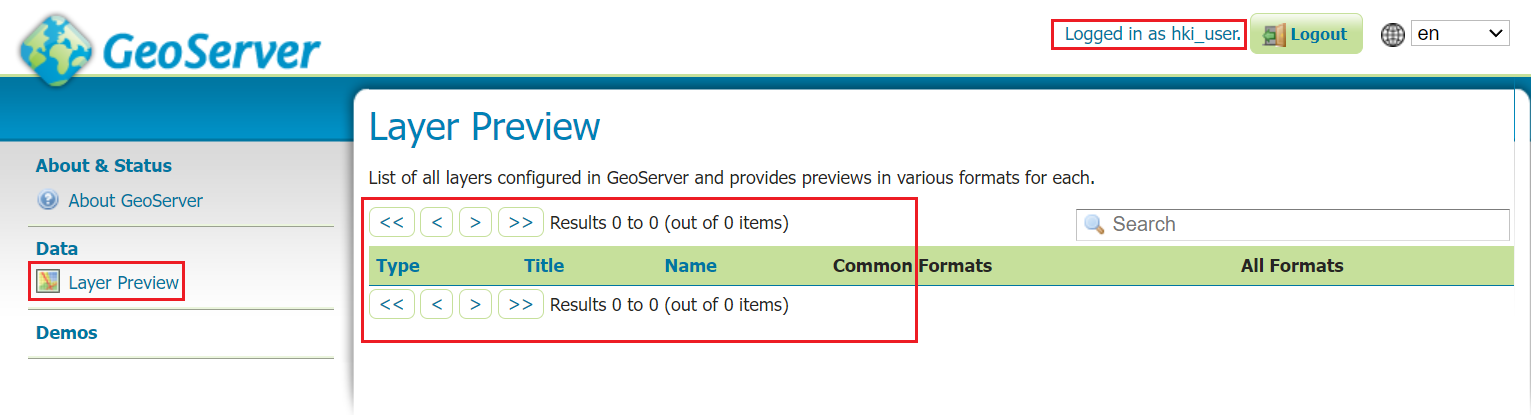 GeoServer
Logged in as hki_user.
Logout
en
Layer Preview
List of all layers configured in GeoServer and provides previews in various formats for each.
About & Status
About GeoServer
Data
Layer Preview
Demos
<< < > >> Results 0 to 0 (out of 0 items)
Search
Type Title Name Common Formats All Formats
<< < > >> Results 0 to 0 (out of 0 items)